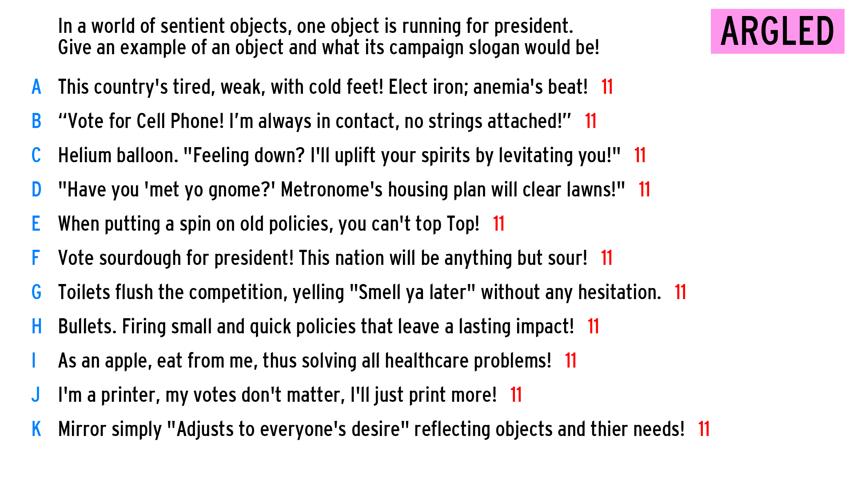 In a world of sentient objects, one object is running for president.
Give an example of an object and what its campaign slogan would be!
ARGLED
A This country's tired, weak, with cold feet! Elect iron; anemia's beat! 11
B “Vote for Cell Phone! I’m always in contact, no strings attached!” 11
C Helium balloon. "Feeling down? I'll uplift your spirits by levitating you!" 11
D "Have you 'met yo gnome?' Metronome's housing plan will clear lawns!" 11
E When putting a spin on old policies, you can't top Top! 11
F Vote sourdough for president! This nation will be anything but sour! 11
G Toilets flush the competition, yelling "Smell ya later" without any hesitation. 11
H Bullets. Firing small and quick policies that leave a lasting impact! 11
I As an apple, eat from me, thus solving all healthcare problems! 11
J I'm a printer, my votes don't matter, I'll just print more! 11
K Mirror simply "Adjusts to everyone's desire" reflecting objects and thier needs! 11